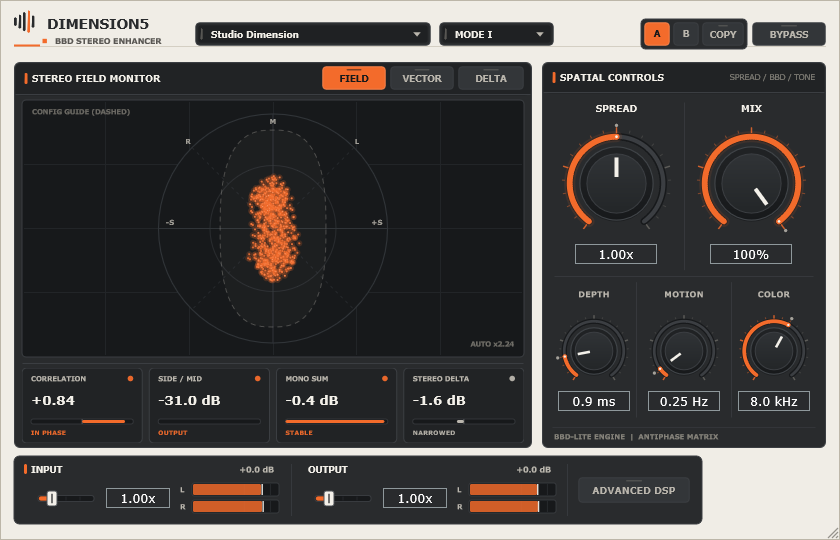 DIMENSION5
BBD STEREO ENHANCER
Studio Dimension
MODE I
A B COPY BYPASS
STEREO FIELD MONITOR
FIELD VECTOR DELTA
CONFIG GUIDE (DASHED)
M
R L
-S +S
AUTO x2.24
CORRELATION
+0.84
IN PHASE
SIDE / MID
-31.0 dB
OUTPUT
MONO SUM
-0.4 dB
STABLE
STEREO DELTA
-1.6 dB
NARROWED
SPATIAL CONTROLS SPREAD / BBD / TONE
SPREAD MIX
1.00x 100%
DEPTH MOTION COLOR
0.9 ms 0.25 Hz 8.0 kHz
BBD-LITE ENGINE | ANTIPHASE MATRIX
INPUT +0.0 dB
1.00x
L
R
OUTPUT +0.0 dB
1.00x
L
R
ADVANCED DSP